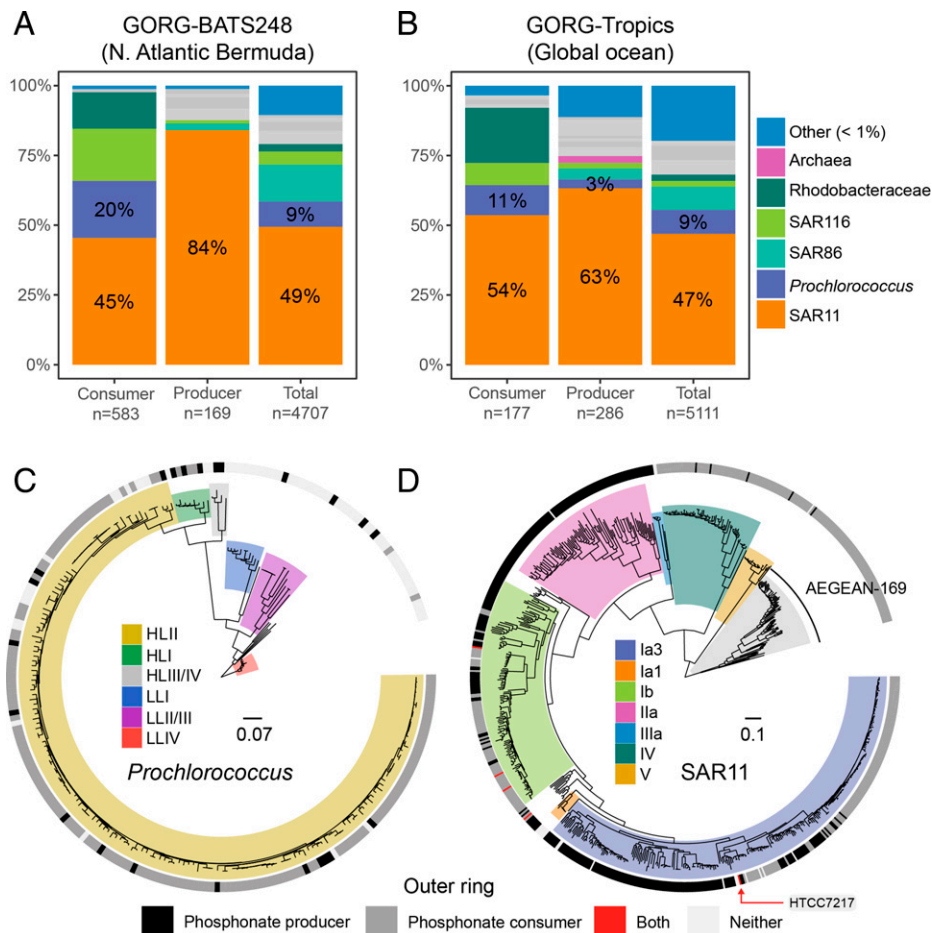 A
GORG-BATS248
(N. Atlantic Bermuda)
100%
75%
50%
25%
0%
20%
45%
84%
9%
49%
Consumer
n=583
Producer
n=169
Total
n=4707
B
GORG-Tropics
(Global ocean)
100%
75%
50%
25%
0%
11%
54%
3%
63%
9%
47%
Consumer
n=177
Producer
n=286
Total
n=5111
Other (< 1%)
Archaea
Rhodobacteraceae
SAR116
SAR86
Prochlorococcus
SAR11
C
HLII
HLI
HLIII/IV
LLI
LLII/III
LLIV
0.07
Prochlorococcus
D
AEGEAN-169
Ia3
Ia1
Ib
IIa
IIIa
IV
V
0.1
SAR11
HTCC7217
Outer ring
Phosphonate producer
Phosphonate consumer
Both
Neither